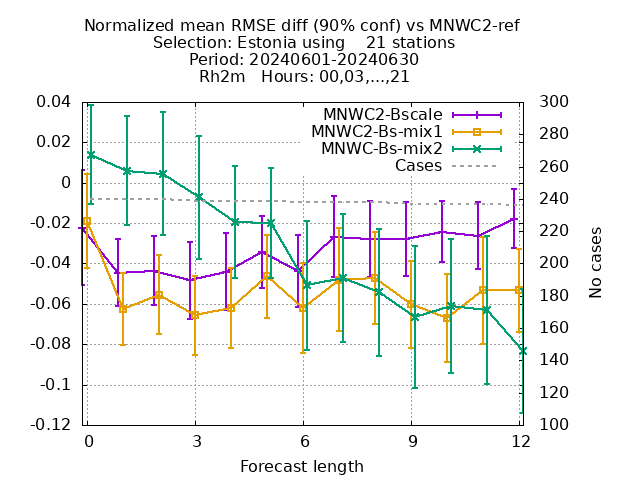 Normalized mean RMSE diff (90% conf) vs MNWC2-ref
Selection: Estonia using    21 stations
Period: 20240601-20240630
Rh2m   Hours: 00,03,...,21
MNWC2-Bscale
MNWC2-Bs-mix1
MNWC-Bs-mix2
Cases
0.04
0.02
0
-0.02
-0.04
-0.06
-0.08
-0.1
-0.12
300
280
260
240
220
200
180
160
140
120
100
No cases
0 3 6 9 12
Forecast length